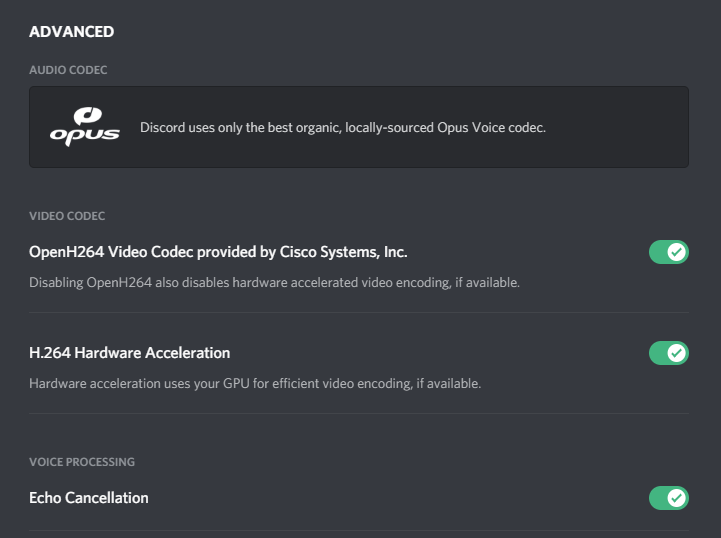 ADVANCED
AUDIO CODEC
opus
Discord uses only the best organic, locally-sourced Opus Voice codec.
VIDEO CODEC
OpenH264 Video Codec provided by Cisco Systems, Inc.
Disabling OpenH264 also disables hardware accelerated video encoding, if available.
H.264 Hardware Acceleration
Hardware acceleration uses your GPU for efficient video encoding, if available.
VOICE PROCESSING
Echo Cancellation